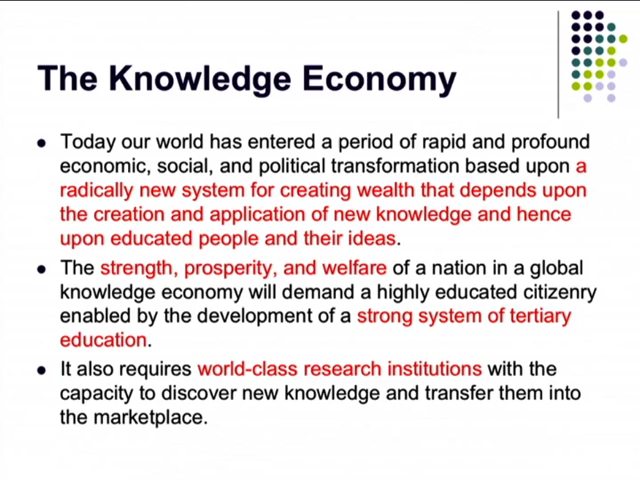 The Knowledge Economy
● Today our world has entered a period of rapid and profound
economic, social, and political transformation based upon a
radically new system for creating wealth that depends upon
the creation and application of new knowledge and hence
upon educated people and their ideas.
● The strength, prosperity, and welfare of a nation in a global
knowledge economy will demand a highly educated citizenry
enabled by the development of a strong system of tertiary
education.
● It also requires world-class research institutions with the
capacity to discover new knowledge and transfer them into
the marketplace.